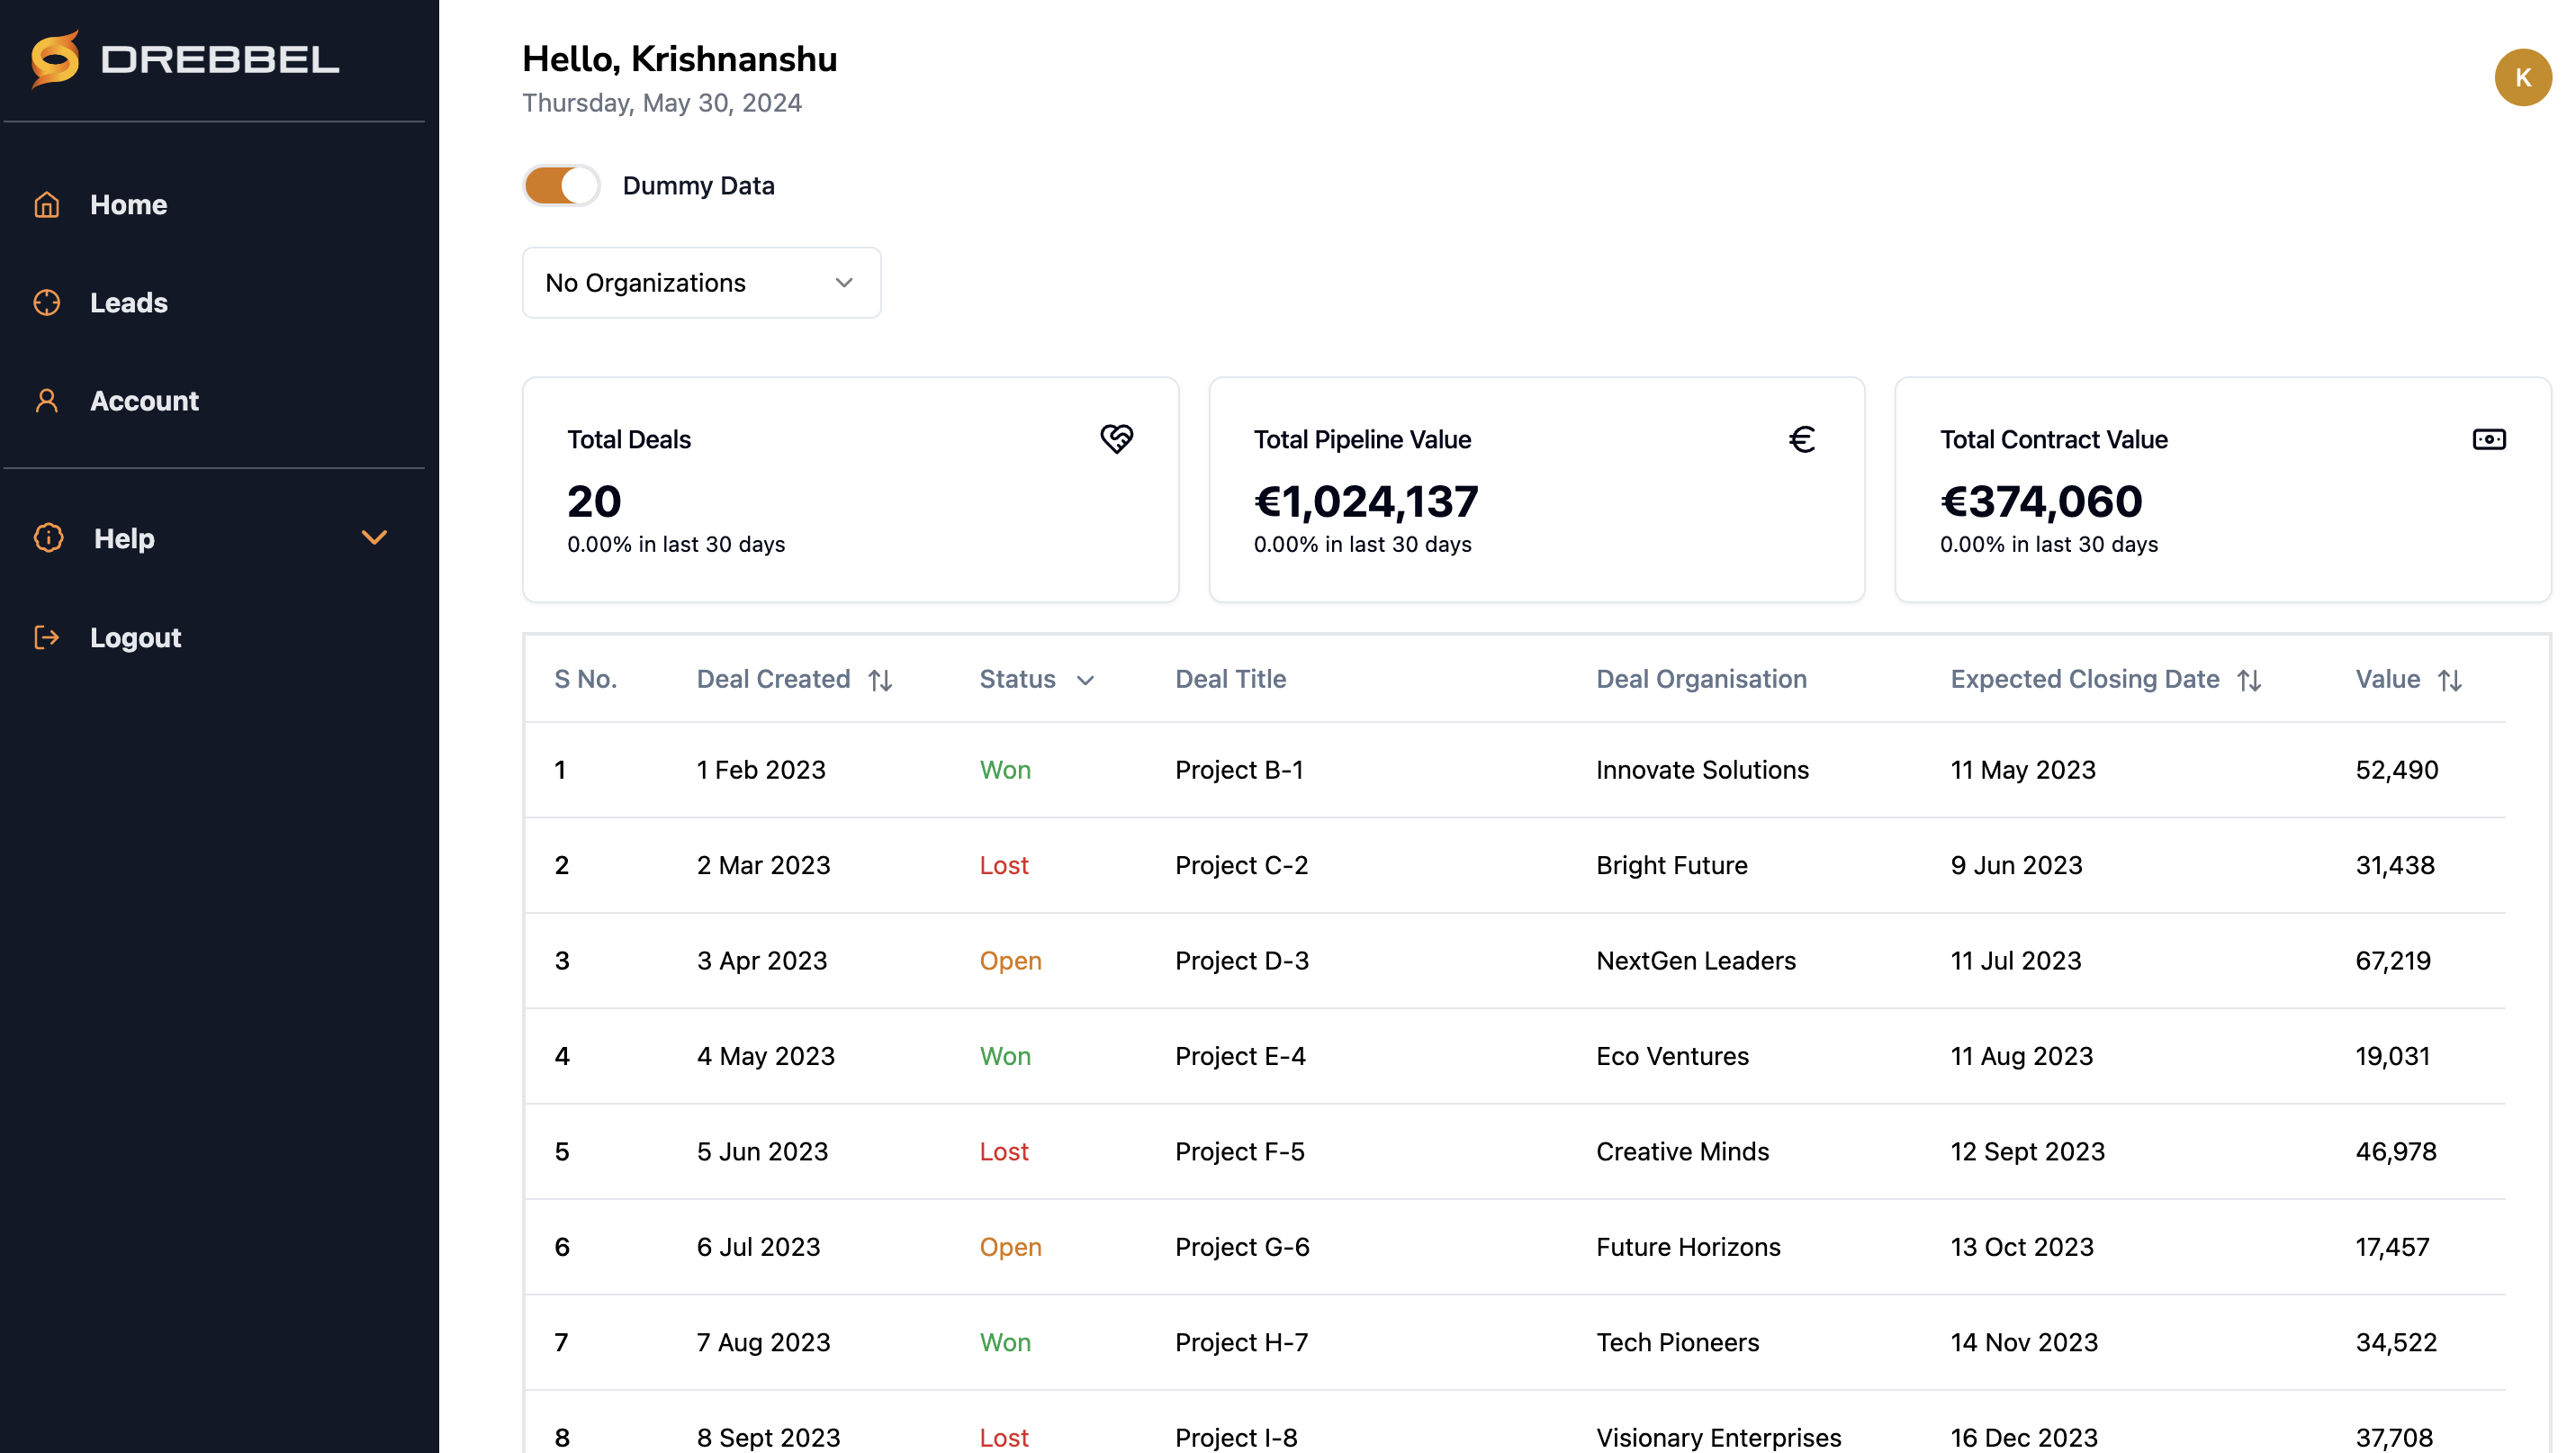 DREBBEL
Home
Leads
Account
Help
Logout
Hello, Krishnanshu
Thursday, May 30, 2024
K
Dummy Data
No Organizations
Total Deals
20
0.00% in last 30 days
Total Pipeline Value
€
€1,024,137
0.00% in last 30 days
Total Contract Value
€374,060
0.00% in last 30 days
S No. Deal Created Status Deal Title Deal Organisation Expected Closing Date Value
1 1 Feb 2023 Won Project B-1 Innovate Solutions 11 May 2023 52,490
2 2 Mar 2023 Lost Project C-2 Bright Future 9 Jun 2023 31,438
3 3 Apr 2023 Open Project D-3 NextGen Leaders 11 Jul 2023 67,219
4 4 May 2023 Won Project E-4 Eco Ventures 11 Aug 2023 19,031
5 5 Jun 2023 Lost Project F-5 Creative Minds 12 Sept 2023 46,978
6 6 Jul 2023 Open Project G-6 Future Horizons 13 Oct 2023 17,457
7 7 Aug 2023 Won Project H-7 Tech Pioneers 14 Nov 2023 34,522
8 8 Sept 2023 Lost Project I-8 Visionary Enterprises 16 Dec 2023 37,708